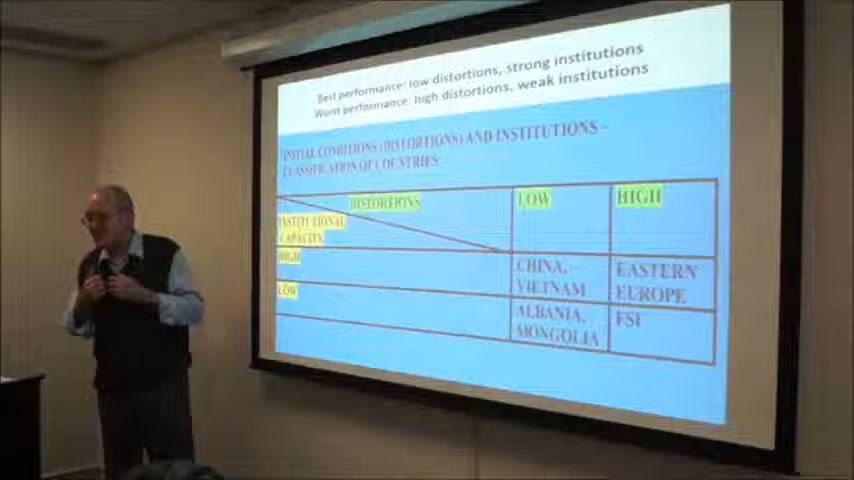 Best performance: low distortions, strong institutions
Worst performance: high distortions, weak institutions
INITIAL CONDITIONS (DISTORTIONS) AND INSTITUTIONS –
CLASSIFICATION OF COUNTRIES
DISTORTIONS
LOW
HIGH
INSTITUTIONAL
CAPACITY
HIGH
CHINA,
VIETNAM
EASTERN
EUROPE
LOW
ALBANIA,
MONGOLIA
FSI